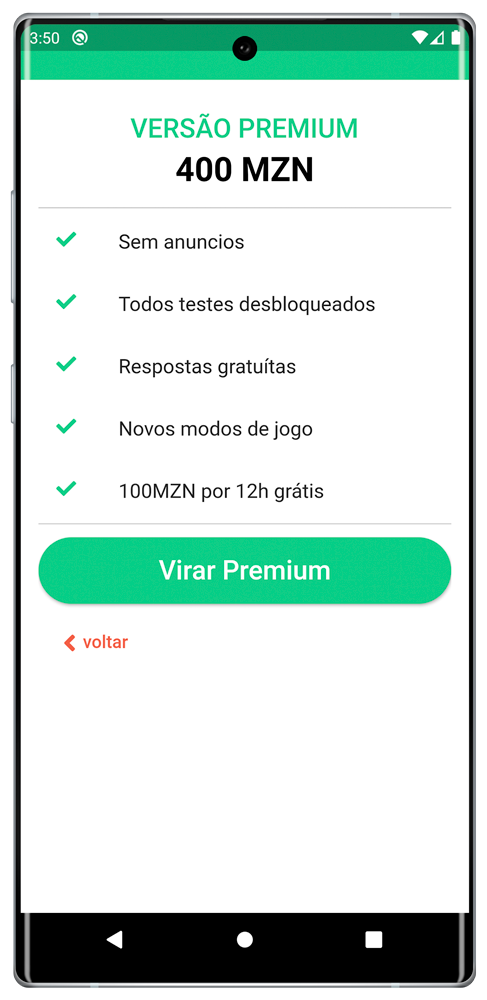 3:50
VERSÃO PREMIUM
400 MZN
Sem anuncios
Todos testes desbloqueados
Respostas gratuítas
Novos modos de jogo
100MZN por 12h grátis
Virar Premium
voltar